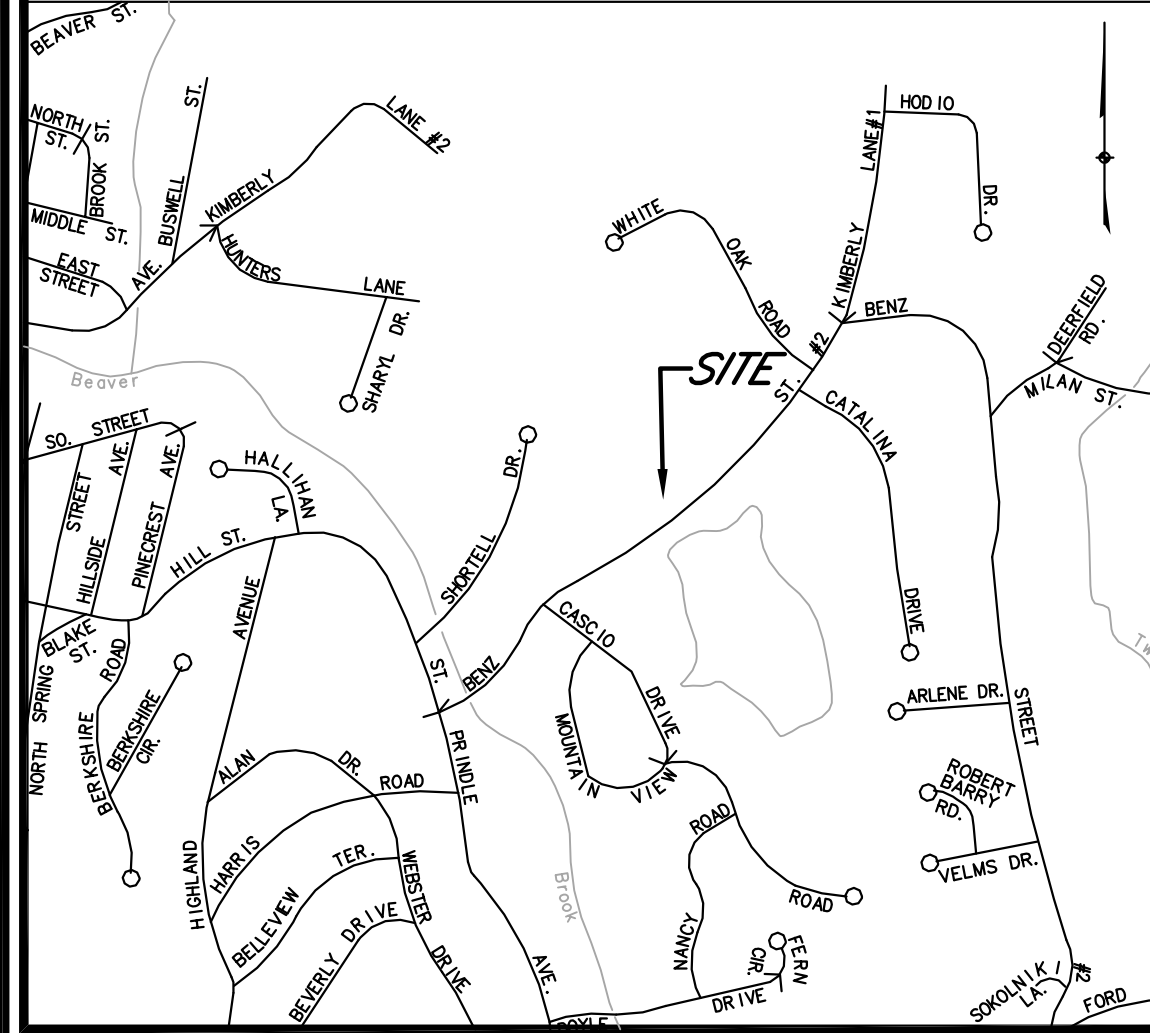 BEAVER ST.
NORTH ST.
BROOK ST.
MIDDLE ST.
EAST STREET
BUSWELL ST.
AVE.
KIMBERLY LANE #2
HUNTERS LANE
SHARYL DR.
Beaver
LANE #1
HODIO DR.
WHITE OAK ROAD
KIMBERLY
BENZ
#2
DEERFIELD RD.
MILAN ST.
SITE
ST.
CATALINA DRIVE
SO. STREET
STREET
HILLSIDE AVE.
PINECREST AVE.
HALLIHAN LA.
HILL ST.
SHORTELL DR.
AVENUE
BLAKE ST.
NORTH SPRING
BERKSHIRE ROAD
BERKSHIRE CIR.
ST.
BENZ
CASCIO DRIVE
MOUNTAIN VIEW
ROAD
ROAD
ARLENE DR.
STREET
PRINDLE
ALAN DR.
HARRIS ROAD
HIGHLAND
BELLEVIEW TER.
WEBSTER DRIVE
BEVERLY DRIVE
Brook
ROBERT BARRY RD.
VELMS DR.
NANCY
DRIVE
FERN CIR.
AVE.
SOKOLNIKI LA.
#2
FORD